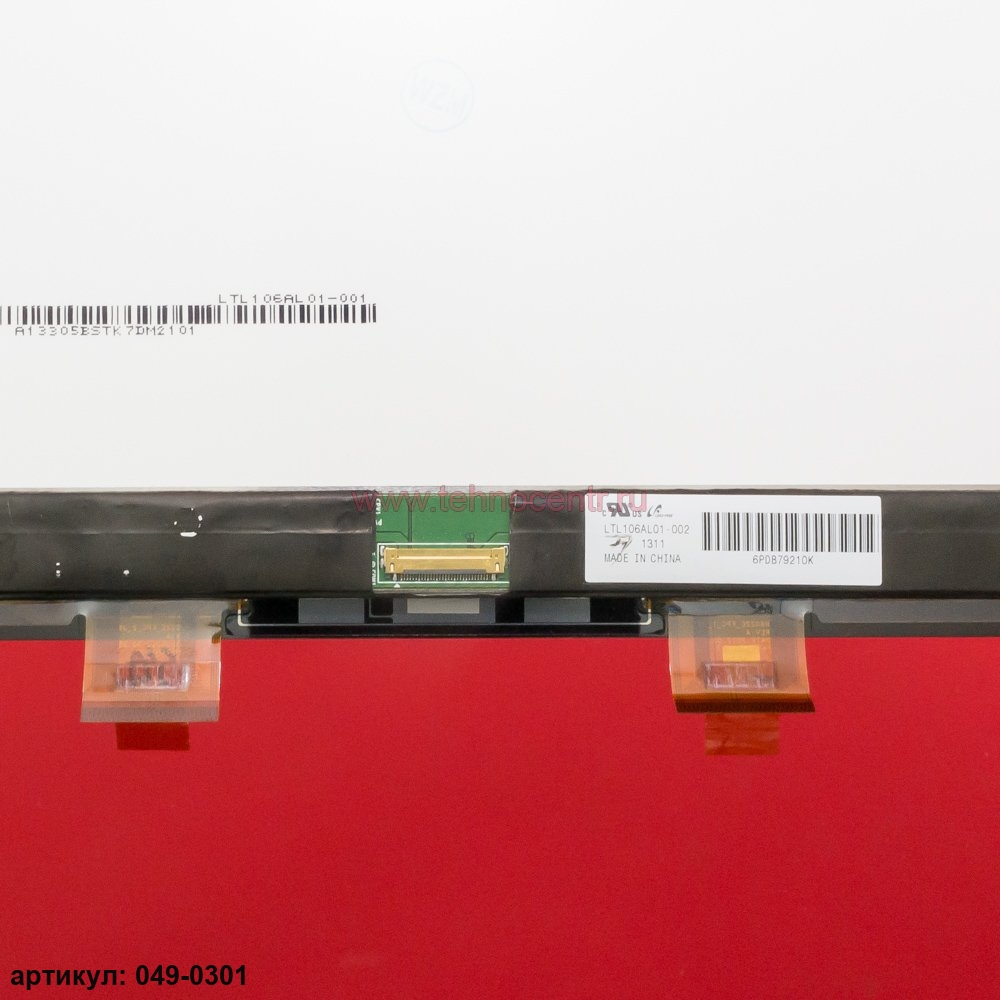 LTL106AL01-001
A13305BSTK7DM2101
www.tehnocentr.ru
LTL106AL01-002
1311
MADE IN CHINA
6PDB79210K
артикул: 049-0301